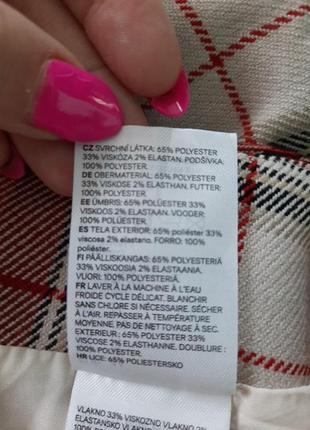 CZ SVRCHNÍ LÁTKA: 65% POLYESTER
33% VISKÓZA 2% ELASTAN. PODŠÍVKA:
100% POLYESTER.
DE OBERMATERIAL: 65% POLYESTER
33% VISKOSE 2% ELASTHAN. FUTTER:
100% POLYESTER.
EE ÜMBRIS: 65% POLÜESTER 33%
VISKOOS 2% ELASTAAN. VOODER:
100% POLÜESTER.
ES TELA EXTERIOR: 65% poliéster 33%
viscosa 2% elastano. FORRO: 100%
poliéster.
FI PÄÄLLISKANGAS: 65% POLYESTERIÄ
33% VISKOOSIA 2% ELASTAANIA.
VUORI: 100% POLYESTERIÄ.
FR LAVER À LA MACHINE À L'EAU
FROIDE CYCLE DÉLICAT. BLANCHIR
SANS CHLORE SI NÉCESSAIRE. SÉCHER
À L'AIR. REPASSER À TEMPÉRATURE
MOYENNE. PAS DE NETTOYAGE À SEC.
EXTERIEUR : 65% POLYESTER 33%
VISCOSE 2% ELASTHANNE. DOUBLURE :
100% POLYESTER.
HR LICE: 65% POLIESTERSKO
VLAKNO 33% VISKOZNO VLAKNO 2%
ELASTANSKO VLAKNO.
100%